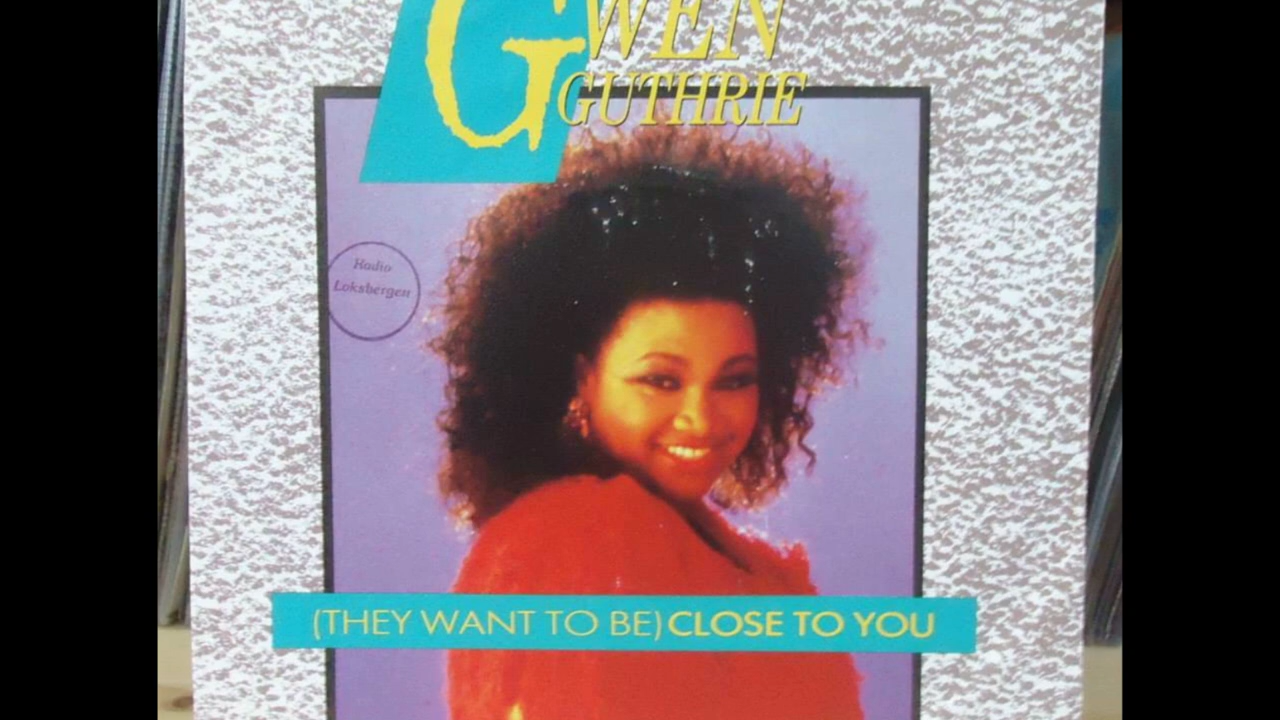 GWEN
GUTHRIE
Radio
Loksbergen
(THEY WANT TO BE) CLOSE TO YOU